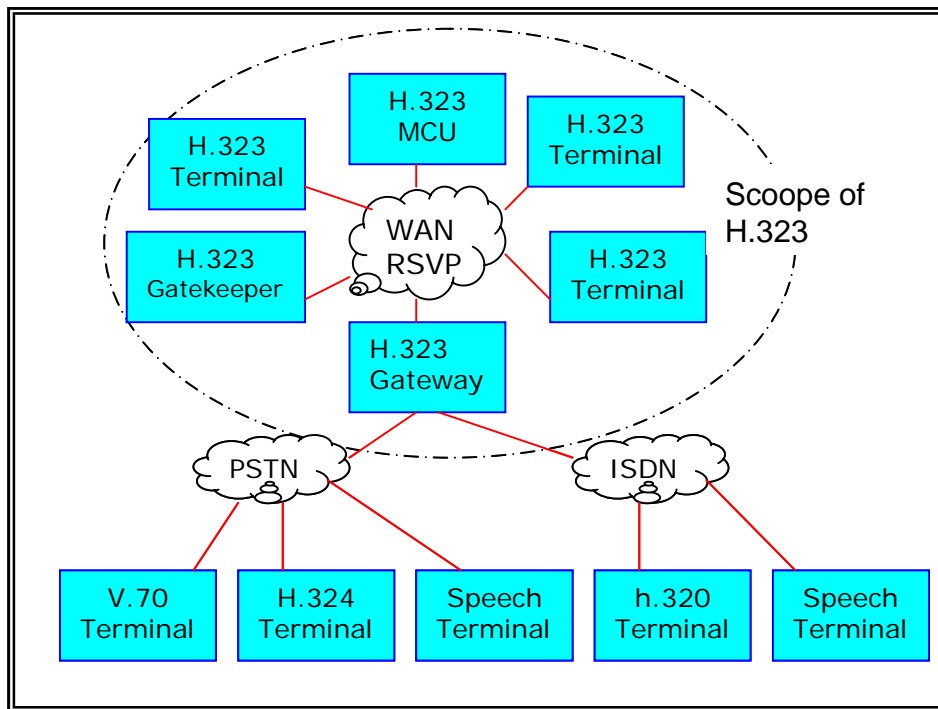 H.323
MCU
H.323
Terminal
H.323
Terminal
Scoope of
H.323
WAN
RSVP
H.323
Gatekeeper
H.323
Terminal
H.323
Gateway
PSTN
ISDN
V.70
Terminal
H.324
Terminal
Speech
Terminal
h.320
Terminal
Speech
Terminal